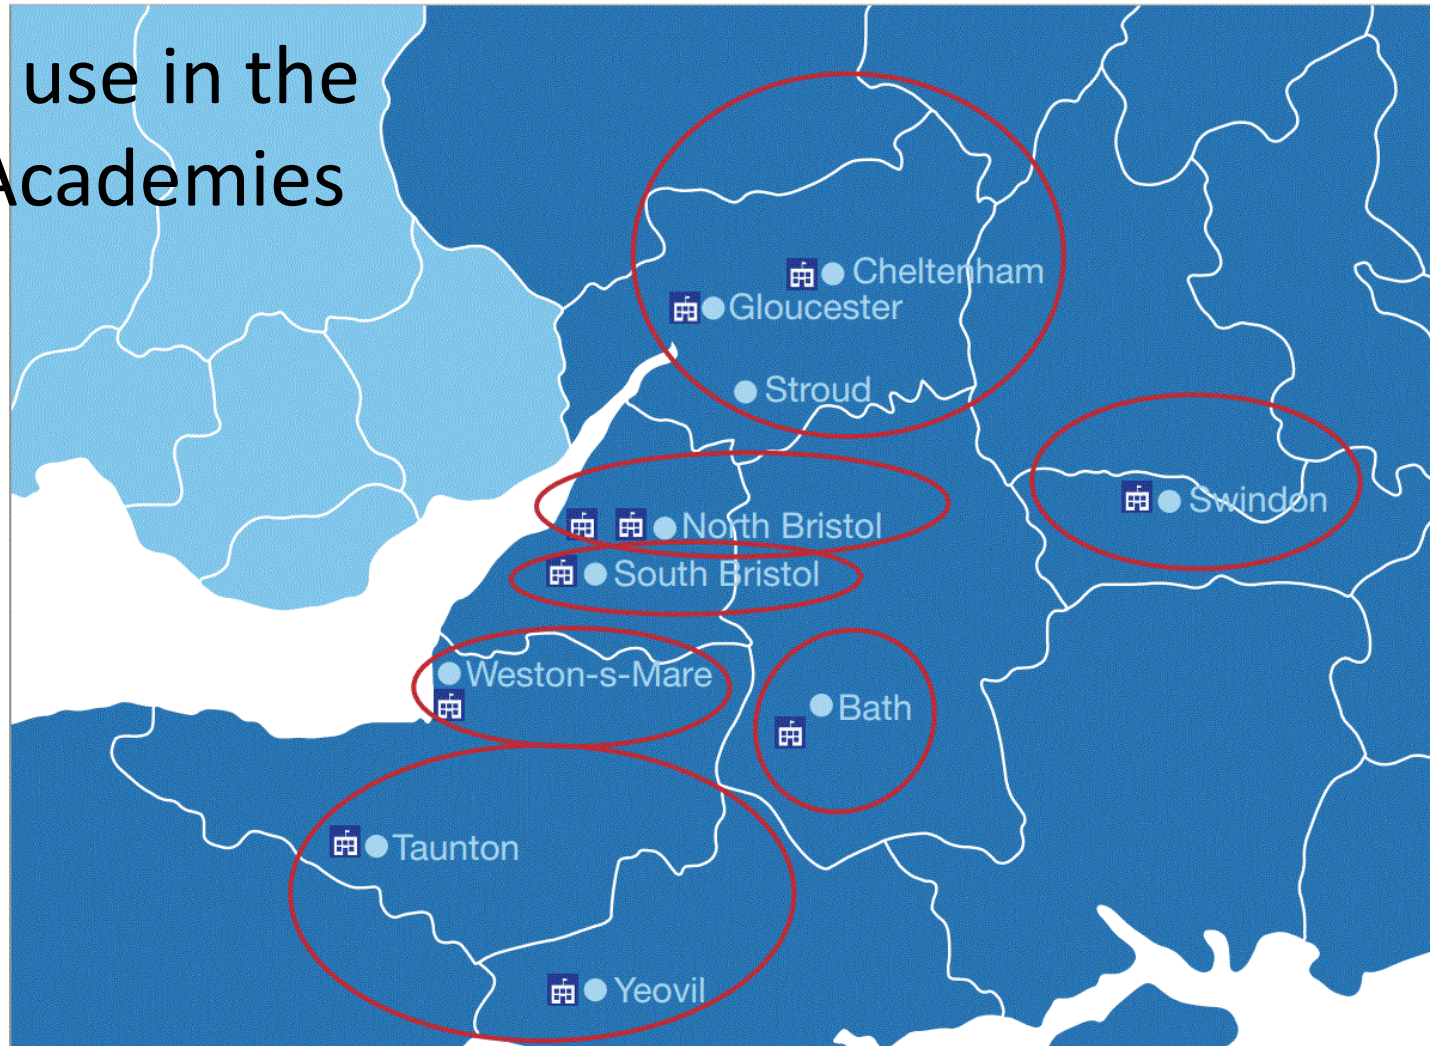 use in the
Academies
Cheltenham
Gloucester
Stroud
Swindon
North Bristol
South Bristol
Weston-s-Mare
Bath
Taunton
Yeovil